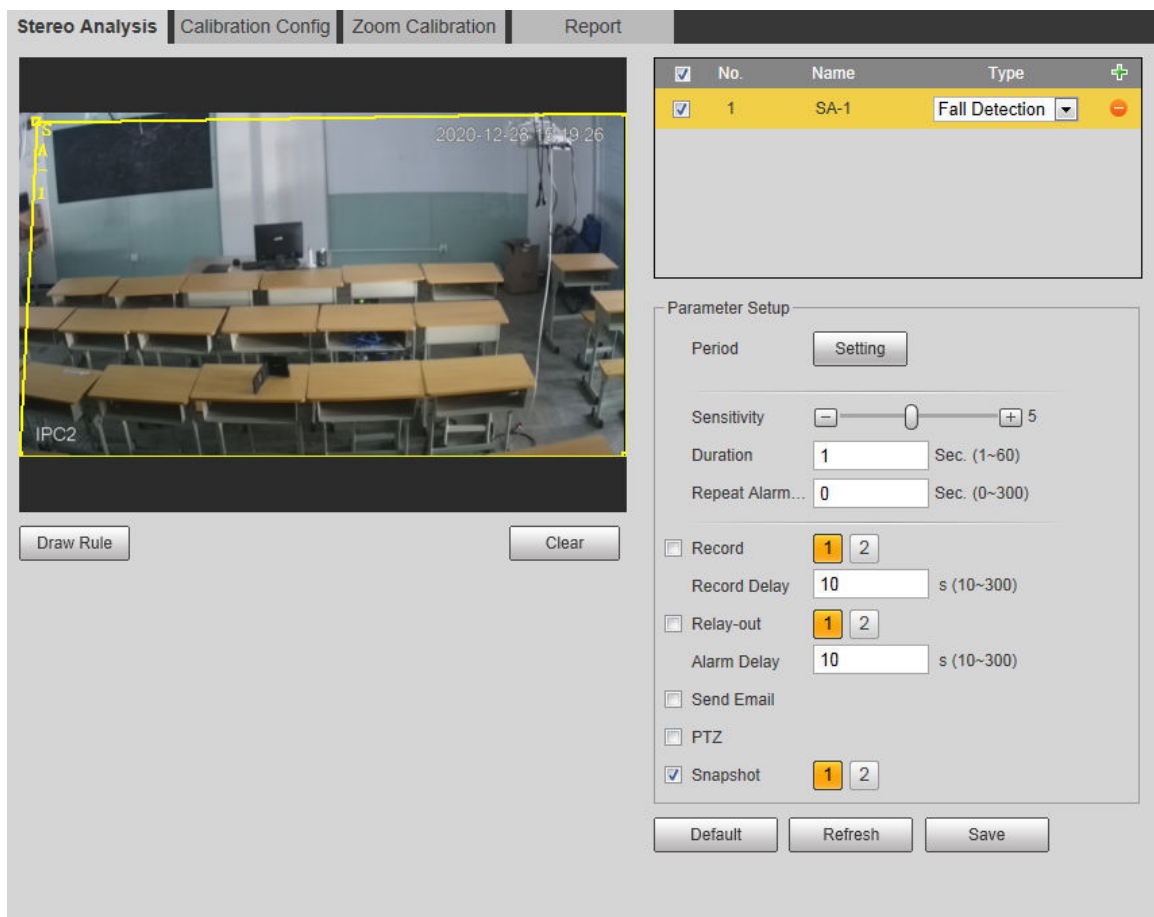 Stereo Analysis Calibration Config Zoom Calibration Report
No. Name Type
1 SA-1 Fall Detection
SA-1
2020-12-28
IPC2
Draw Rule Clear
Parameter Setup
Period Setting
Sensitivity 5
Duration 1 Sec. (1~60)
Repeat Alarm... 0 Sec. (0~300)
Record 1 2
Record Delay 10 s (10~300)
Relay-out 1 2
Alarm Delay 10 s (10~300)
Send Email
PTZ
Snapshot 1 2
Default Refresh Save